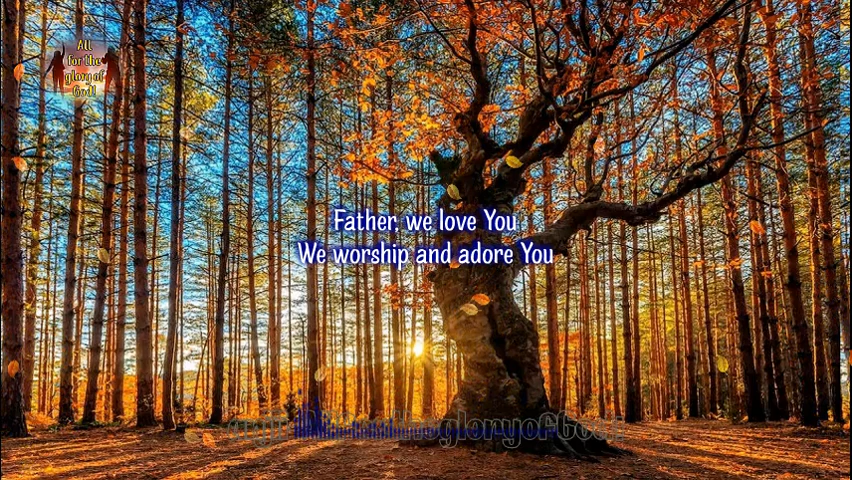 All
for the
glory of
God!
Father, we love You
We worship and adore You